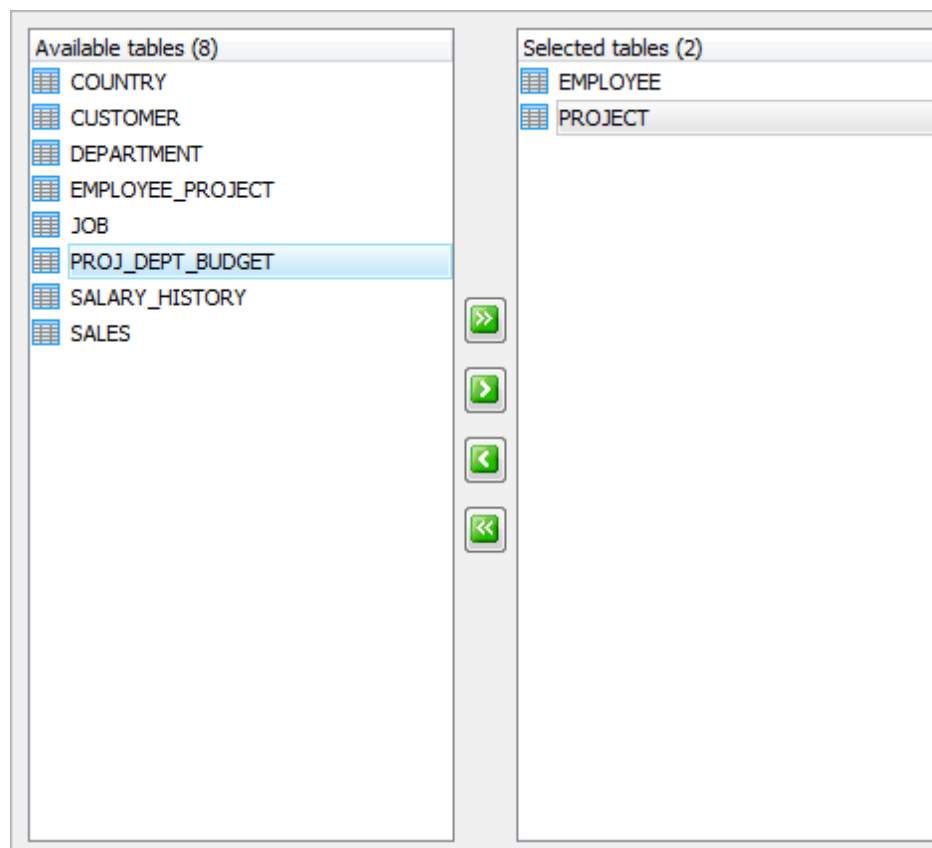 Available tables (8)
COUNTRY
CUSTOMER
DEPARTMENT
EMPLOYEE_PROJECT
JOB
PROJ_DEPT_BUDGET
SALARY_HISTORY
SALES
Selected tables (2)
EMPLOYEE
PROJECT